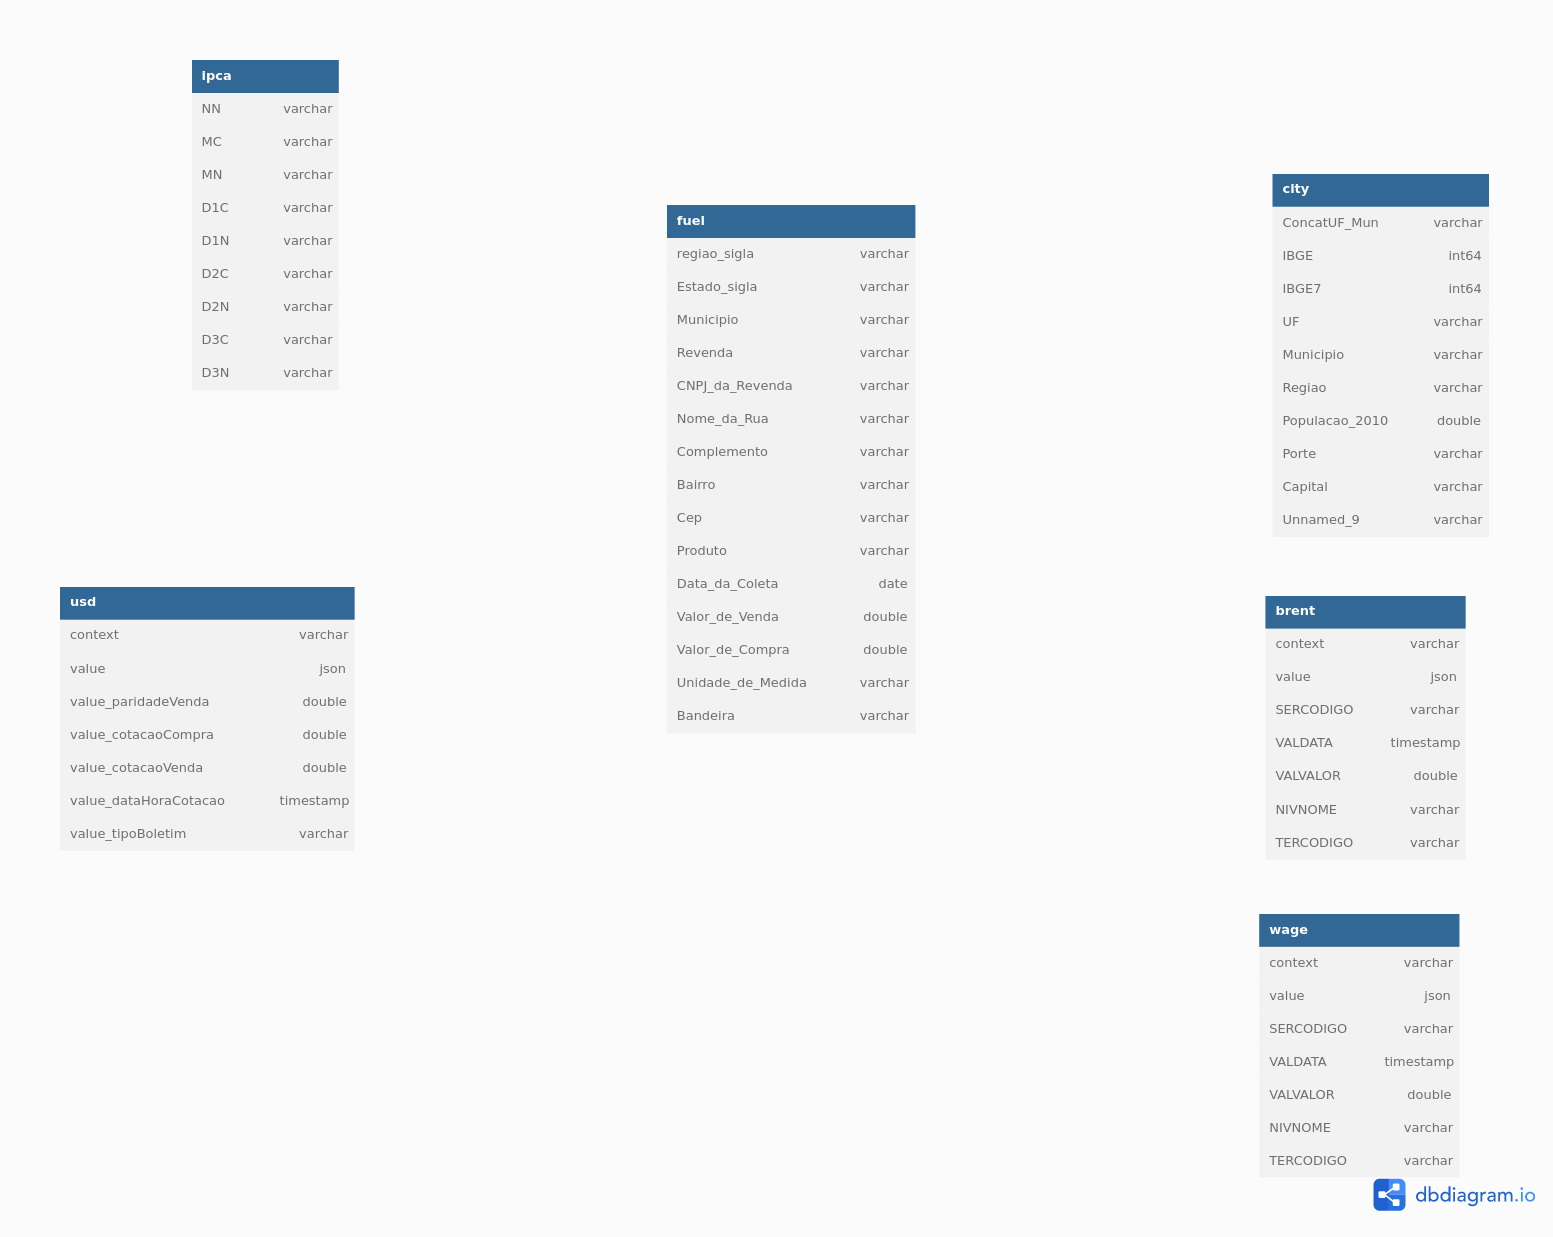 ipca
NN varchar
MC varchar
MN varchar
D1C varchar
D1N varchar
D2C varchar
D2N varchar
D3C varchar
D3N varchar
usd
context varchar
value json
value_paridadeVenda double
value_cotacaoCompra double
value_cotacaoVenda double
value_dataHoraCotacao timestamp
value_tipoBoletim varchar
fuel
regiao_sigla varchar
Estado_sigla varchar
Municipio varchar
Revenda varchar
CNPJ_da_Revenda varchar
Nome_da_Rua varchar
Complemento varchar
Bairro varchar
Cep varchar
Produto varchar
Data_da_Coleta date
Valor_de_Venda double
Valor_de_Compra double
Unidade_de_Medida varchar
Bandeira varchar
city
ConcatUF_Mun varchar
IBGE int64
IBGE7 int64
UF varchar
Municipio varchar
Regiao varchar
Populacao_2010 double
Porte varchar
Capital varchar
Unnamed_9 varchar
brent
context varchar
value json
SERCODIGO varchar
VALDATA timestamp
VALVALOR double
NIVNOME varchar
TERCODIGO varchar
wage
context varchar
value json
SERCODIGO varchar
VALDATA timestamp
VALVALOR double
NIVNOME varchar
TERCODIGO varchar
dbdiagram.io